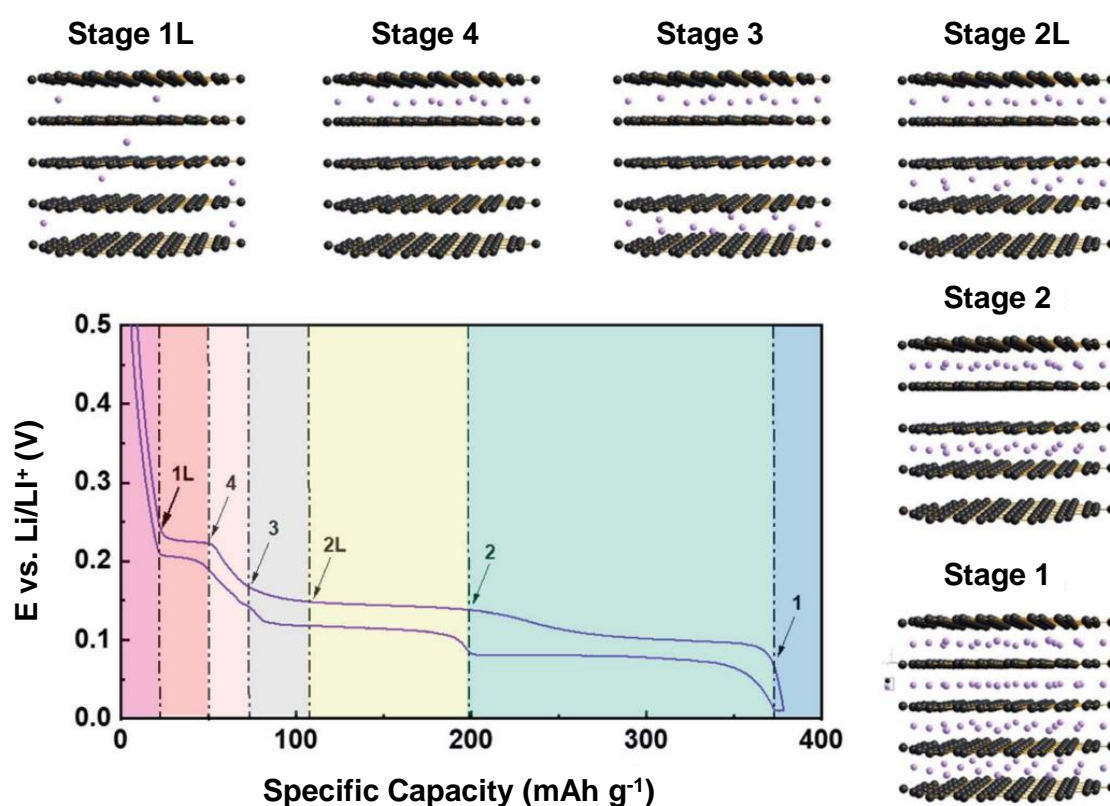 Stage 1L
Stage 4
Stage 3
Stage 2L
Stage 2
Stage 1
E vs. Li/LI⁺ (V)
0.5
0.4
0.3
0.2
0.1
0.0
1L
4
3
2L
2
1
0
100
200
300
400
Specific Capacity (mAh g⁻¹)